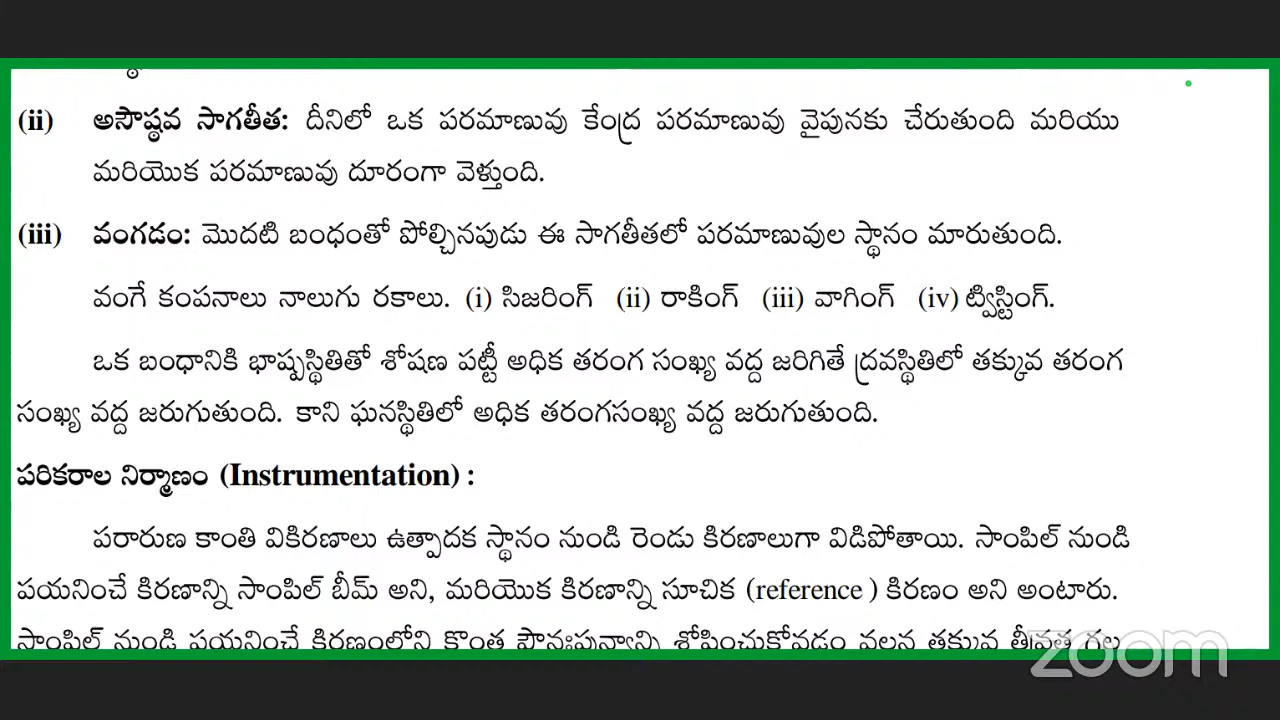 (ii) అసౌష్ఠవ సాగతీత: దీనిలో ఒక పరమాణువు కేంద్ర పరమాణువు వైపునకు చేరుతుంది మరియు
మరియొక పరమాణువు దూరంగా వెళ్తుంది.
(iii) వంగడం: మొదటి బంధంతో పోల్చినపుడు ఈ సాగతీతలో పరమాణువుల స్థానం మారుతుంది.
వంగే కంపనాలు నాలుగు రకాలు. (i) సిజరింగ్ (ii) రాకింగ్ (iii) వాగింగ్ (iv) ట్విస్టింగ్.
ఒక బంధానికి భాష్పస్థితితో శోషణ పట్టీ అధిక తరంగ సంఖ్య వద్ద జరిగితే ద్రవస్థితిలో తక్కువ తరంగ
సంఖ్య వద్ద జరుగుతుంది. కాని ఘనస్థితిలో అధిక తరంగసంఖ్య వద్ద జరుగుతుంది.
పరికరాల నిర్మాణం (Instrumentation) :
పరారుణ కాంతి వికిరణాలు ఉత్పాదక స్థానం నుండి రెండు కిరణాలుగా విడిపోతాయి. సాంపిల్ నుండి
పయనించే కిరణాన్ని సాంపిల్ బీమ్ అని, మరియొక కిరణాన్ని సూచిక (reference ) కిరణం అని అంటారు.
సాంపిల్ నుండి పయనించే కిరణంలోని కొంత పౌనఃపున్యాన్ని శోషించుకోవడం వలన తక్కువ తీవ్రత గల
zoom